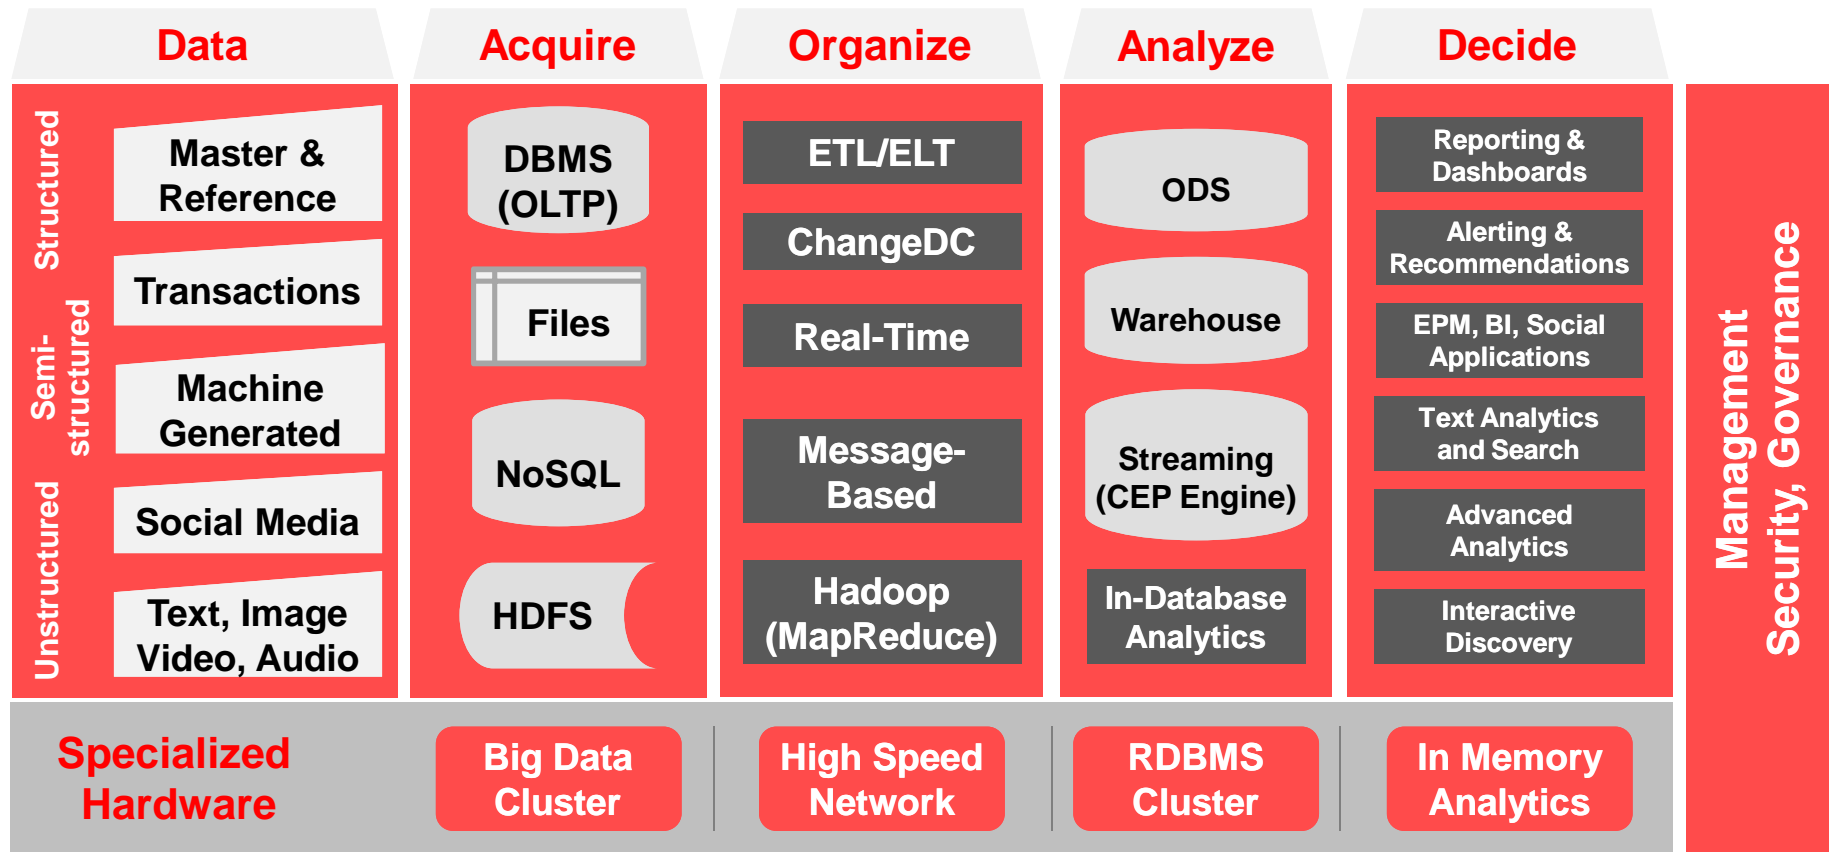 Data
Acquire
Organize
Analyze
Decide
Structured
Semi-
structured
Unstructured
Master &
Reference
Transactions
Machine
Generated
Social Media
Text, Image
Video, Audio
DBMS
(OLTP)
Files
NoSQL
HDFS
ETL/ELT
ChangeDC
Real-Time
Message-
Based
Hadoop
(MapReduce)
ODS
Warehouse
Streaming
(CEP Engine)
In-Database
Analytics
Reporting &
Dashboards
Alerting &
Recommendations
EPM, BI, Social
Applications
Text Analytics
and Search
Advanced
Analytics
Interactive
Discovery
Management
Security, Governance
Specialized
Hardware
Big Data
Cluster
High Speed
Network
RDBMS
Cluster
In Memory
Analytics